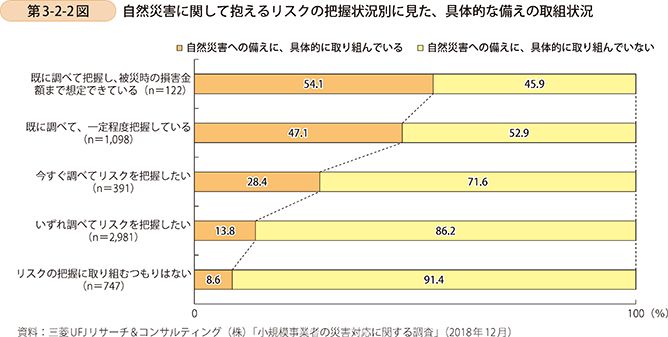 第3-2-2図 自然災害に関して抱えるリスクの把握状況別に見た、具体的な備えの取組状況
自然災害への備えに、具体的に取り組んでいる 自然災害への備えに、具体的に取り組んでいない
既に調べて把握し、被災時の損害金
額まで想定できている（n＝122）
54.1 45.9
既に調べて、一定程度把握している
（n＝1,098）
47.1 52.9
今すぐ調べてリスクを把握したい
（n＝391）
28.4 71.6
いずれ調べてリスクを把握したい
（n＝2,981）
13.8 86.2
リスクの把握に取り組むつもりはない
（n＝747）
8.6 91.4
0 100（%）
資料：三菱UFJリサーチ＆コンサルティング（株）「小規模事業者の災害対応に関する調査」（2018年12月）